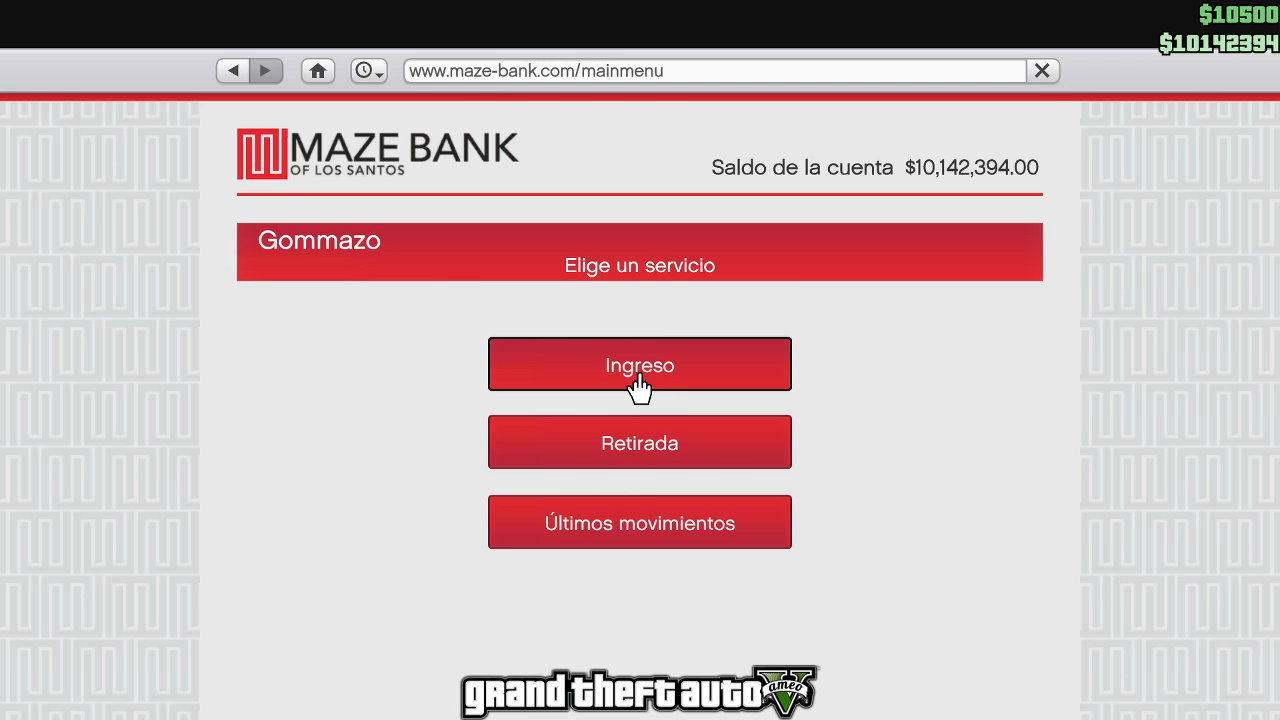 $10500
$10142394
www.maze-bank.com/mainmenu
MAZE BANK
OF LOS SANTOS
Saldo de la cuenta $10,142,394.00
Gommazo
Elige un servicio
Ingreso
Retirada
Últimos movimientos
grand theft auto V
ameo